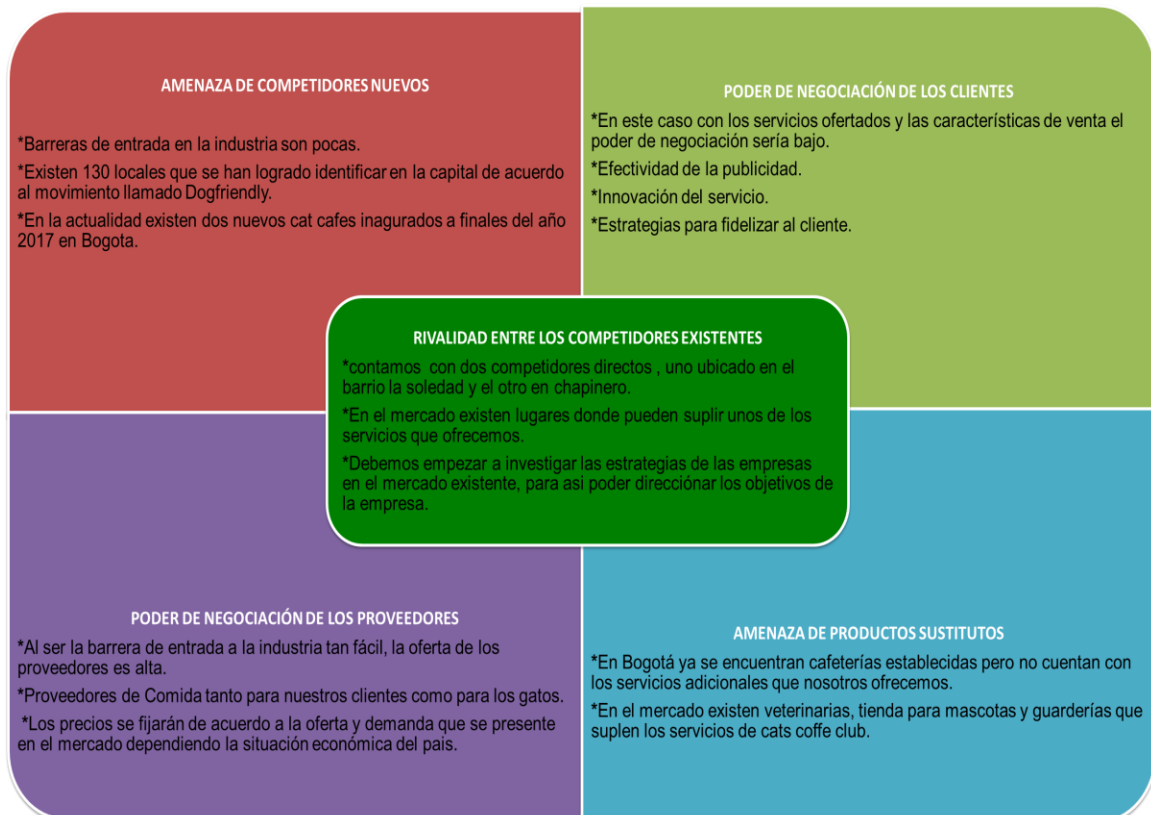 AMENAZA DE COMPETIDORES NUEVOS
*Barreras de entrada en la industria son pocas.
*Existen 130 locales que se han logrado identificar en la capital de acuerdo
al movimiento llamado Dogfriendly.
*En la actualidad existen dos nuevos cat cafes inagurados a finales del año
2017 en Bogota.
PODER DE NEGOCIACIÓN DE LOS CLIENTES
*En este caso con los servicios ofertados y las características de venta el
poder de negociación sería bajo.
*Efectividad de la publicidad.
*Innovación del servicio.
*Estrategias para fidelizar al cliente.
RIVALIDAD ENTRE LOS COMPETIDORES EXISTENTES
*contamos con dos competidores directos , uno ubicado en el
barrio la soledad y el otro en chapinero.
*En el mercado existen lugares donde pueden suplir unos de los
servicios que ofrecemos.
*Debemos empezar a investigar las estrategias de las empresas
en el mercado existente, para asi poder direcciónar los objetivos de
la empresa.
PODER DE NEGOCIACIÓN DE LOS PROVEEDORES
*Al ser la barrera de entrada a la industria tan fácil, la oferta de los
proveedores es alta.
*Proveedores de Comida tanto para nuestros clientes como para los gatos.
*Los precios se fijarán de acuerdo a la oferta y demanda que se presente
en el mercado dependiendo la situación económica del pais.
AMENAZA DE PRODUCTOS SUSTITUTOS
*En Bogotá ya se encuentran cafeterías establecidas pero no cuentan con
los servicios adicionales que nosotros ofrecemos.
*En el mercado existen veterinarias, tienda para mascotas y guarderías que
suplen los servicios de cats coffe club.